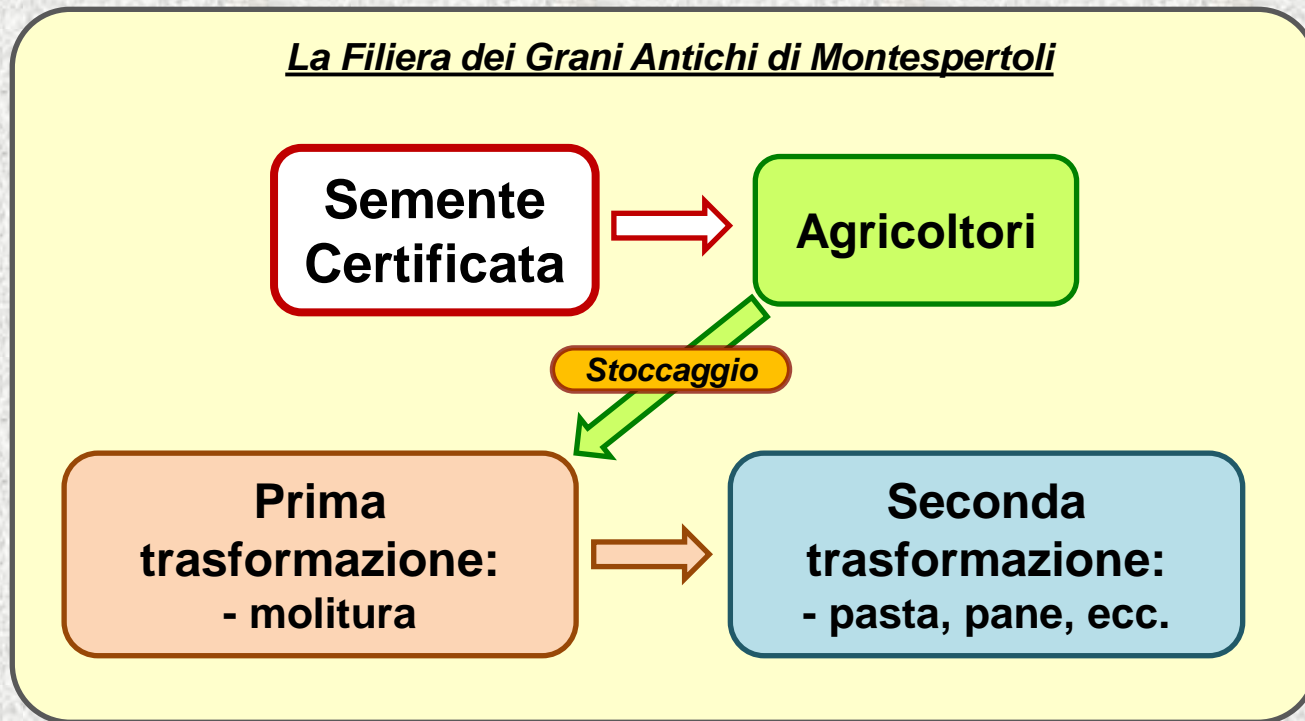 La Filiera dei Grani Antichi di Montespertoli
Semente
Certificata
Agricoltori
Stoccaggio
Prima
trasformazione:
- molitura
Seconda
trasformazione:
- pasta, pane, ecc.